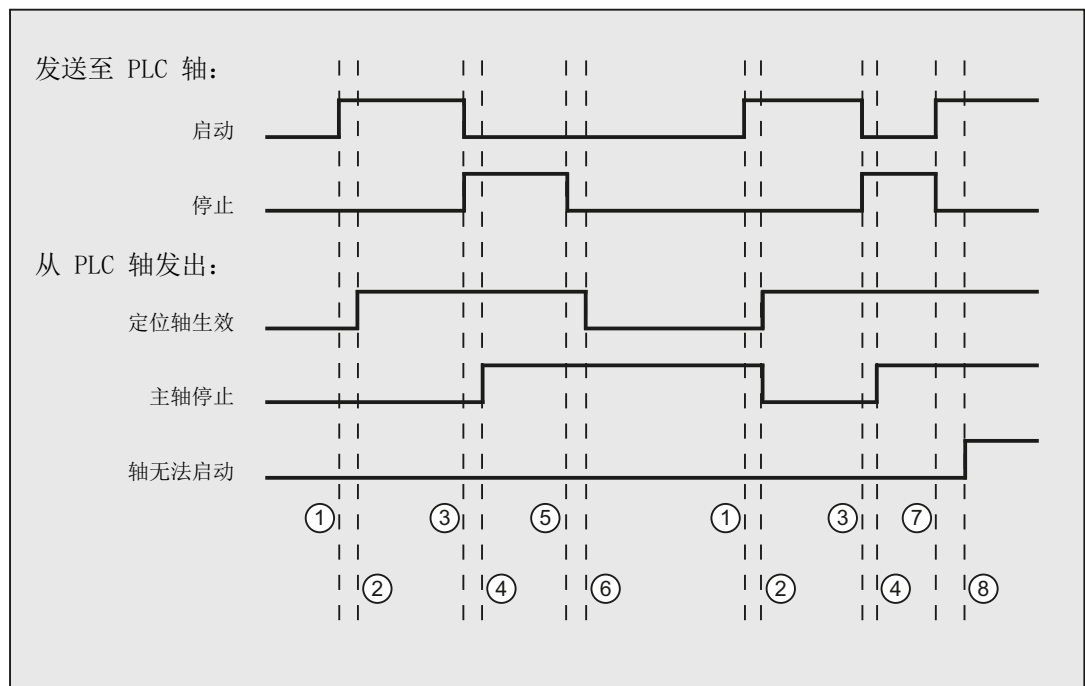 发送至 PLC 轴：
启动
停止
从 PLC 轴发出：
定位轴生效
主轴停止
轴无法启动
① ③ ⑤ ① ③ ⑦
② ④ ⑥ ② ④ ⑧